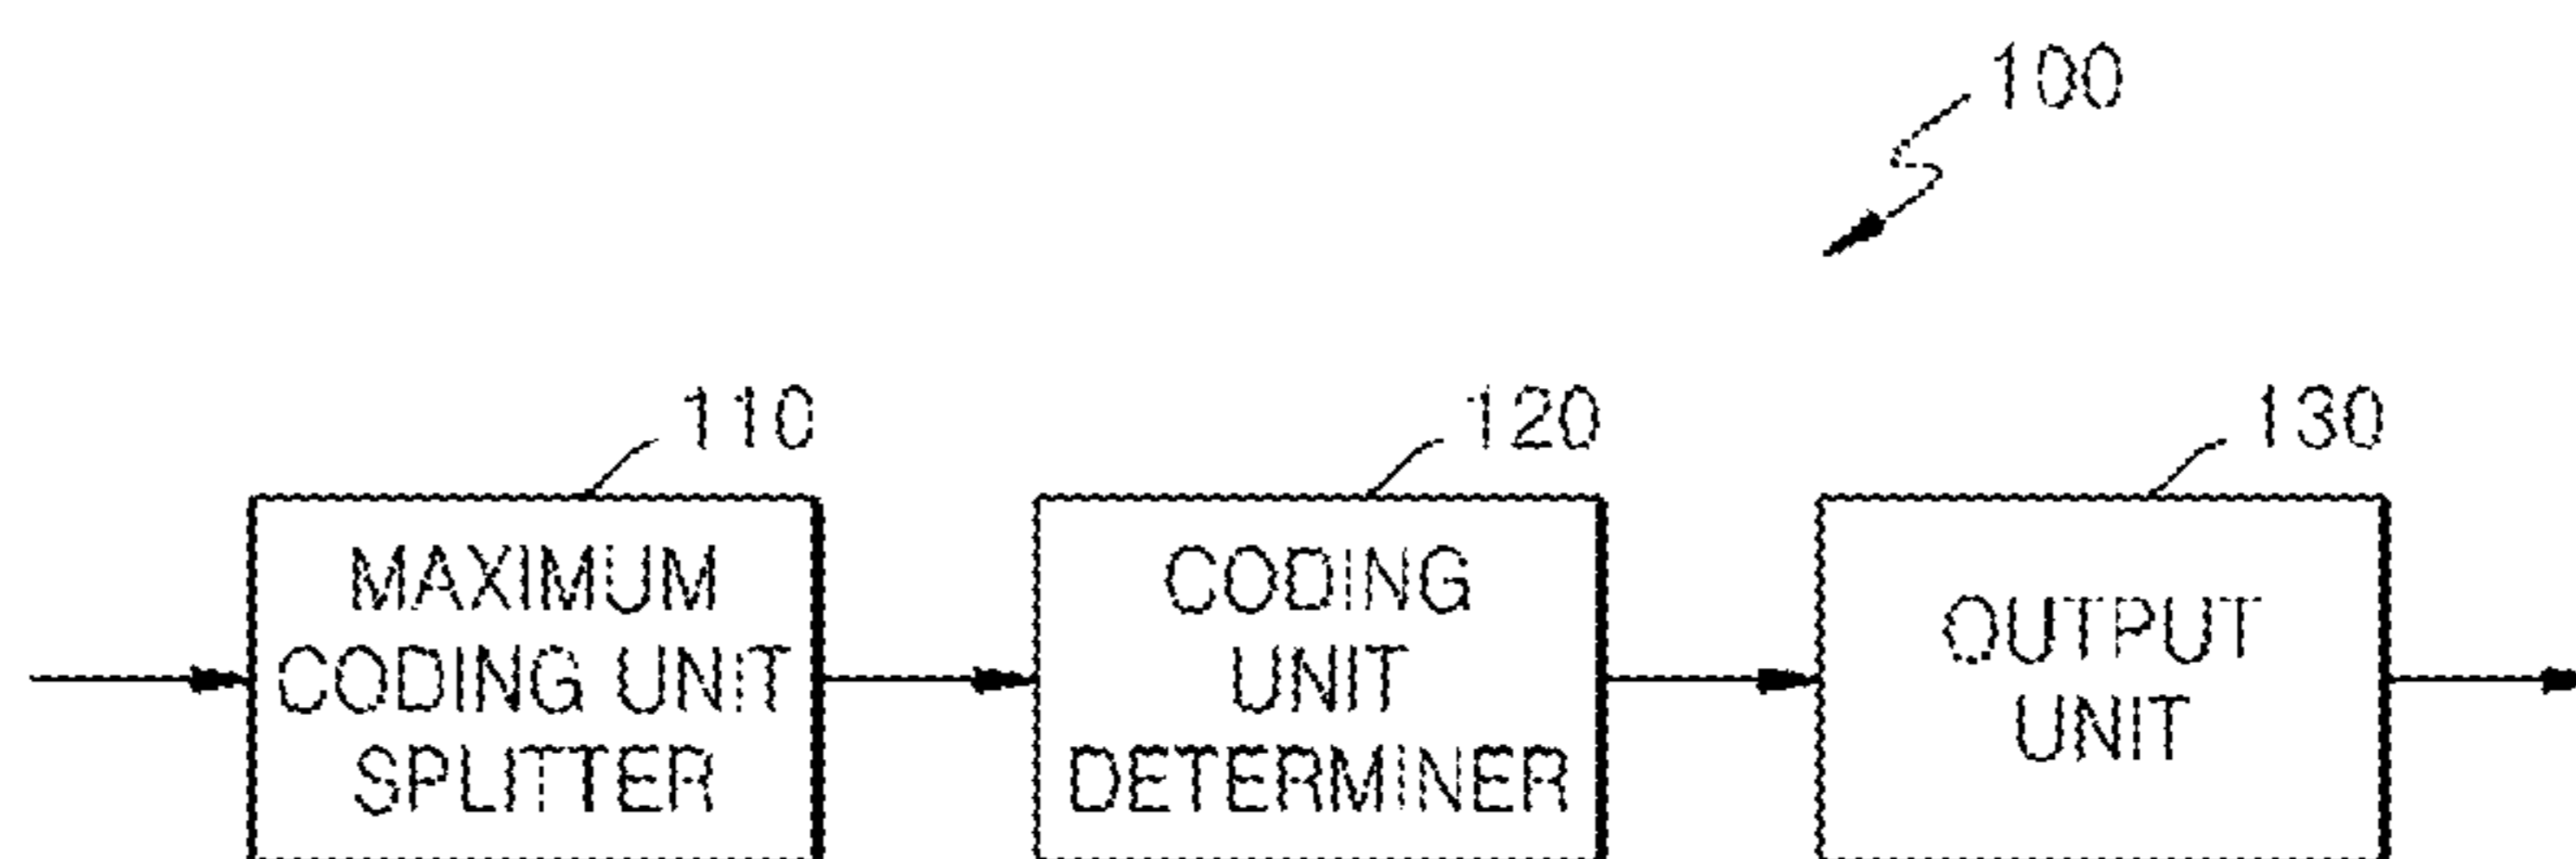 100
110
120
130
MAXIMUM
CODING UNIT
SPLITTER
CODING
UNIT
DETERMINER
OUTPUT
UNIT